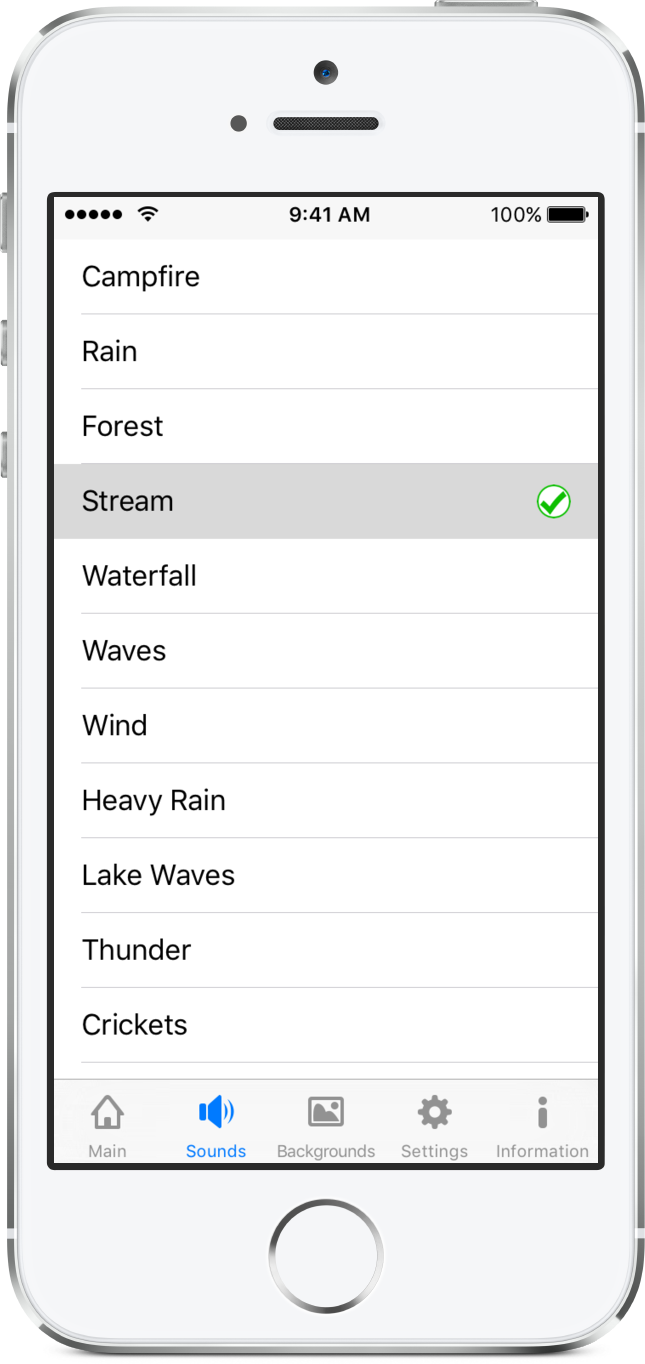 9:41 AM 100%
Campfire
Rain
Forest
Stream
Waterfall
Waves
Wind
Heavy Rain
Lake Waves
Thunder
Crickets
Main Sounds Backgrounds Settings Information